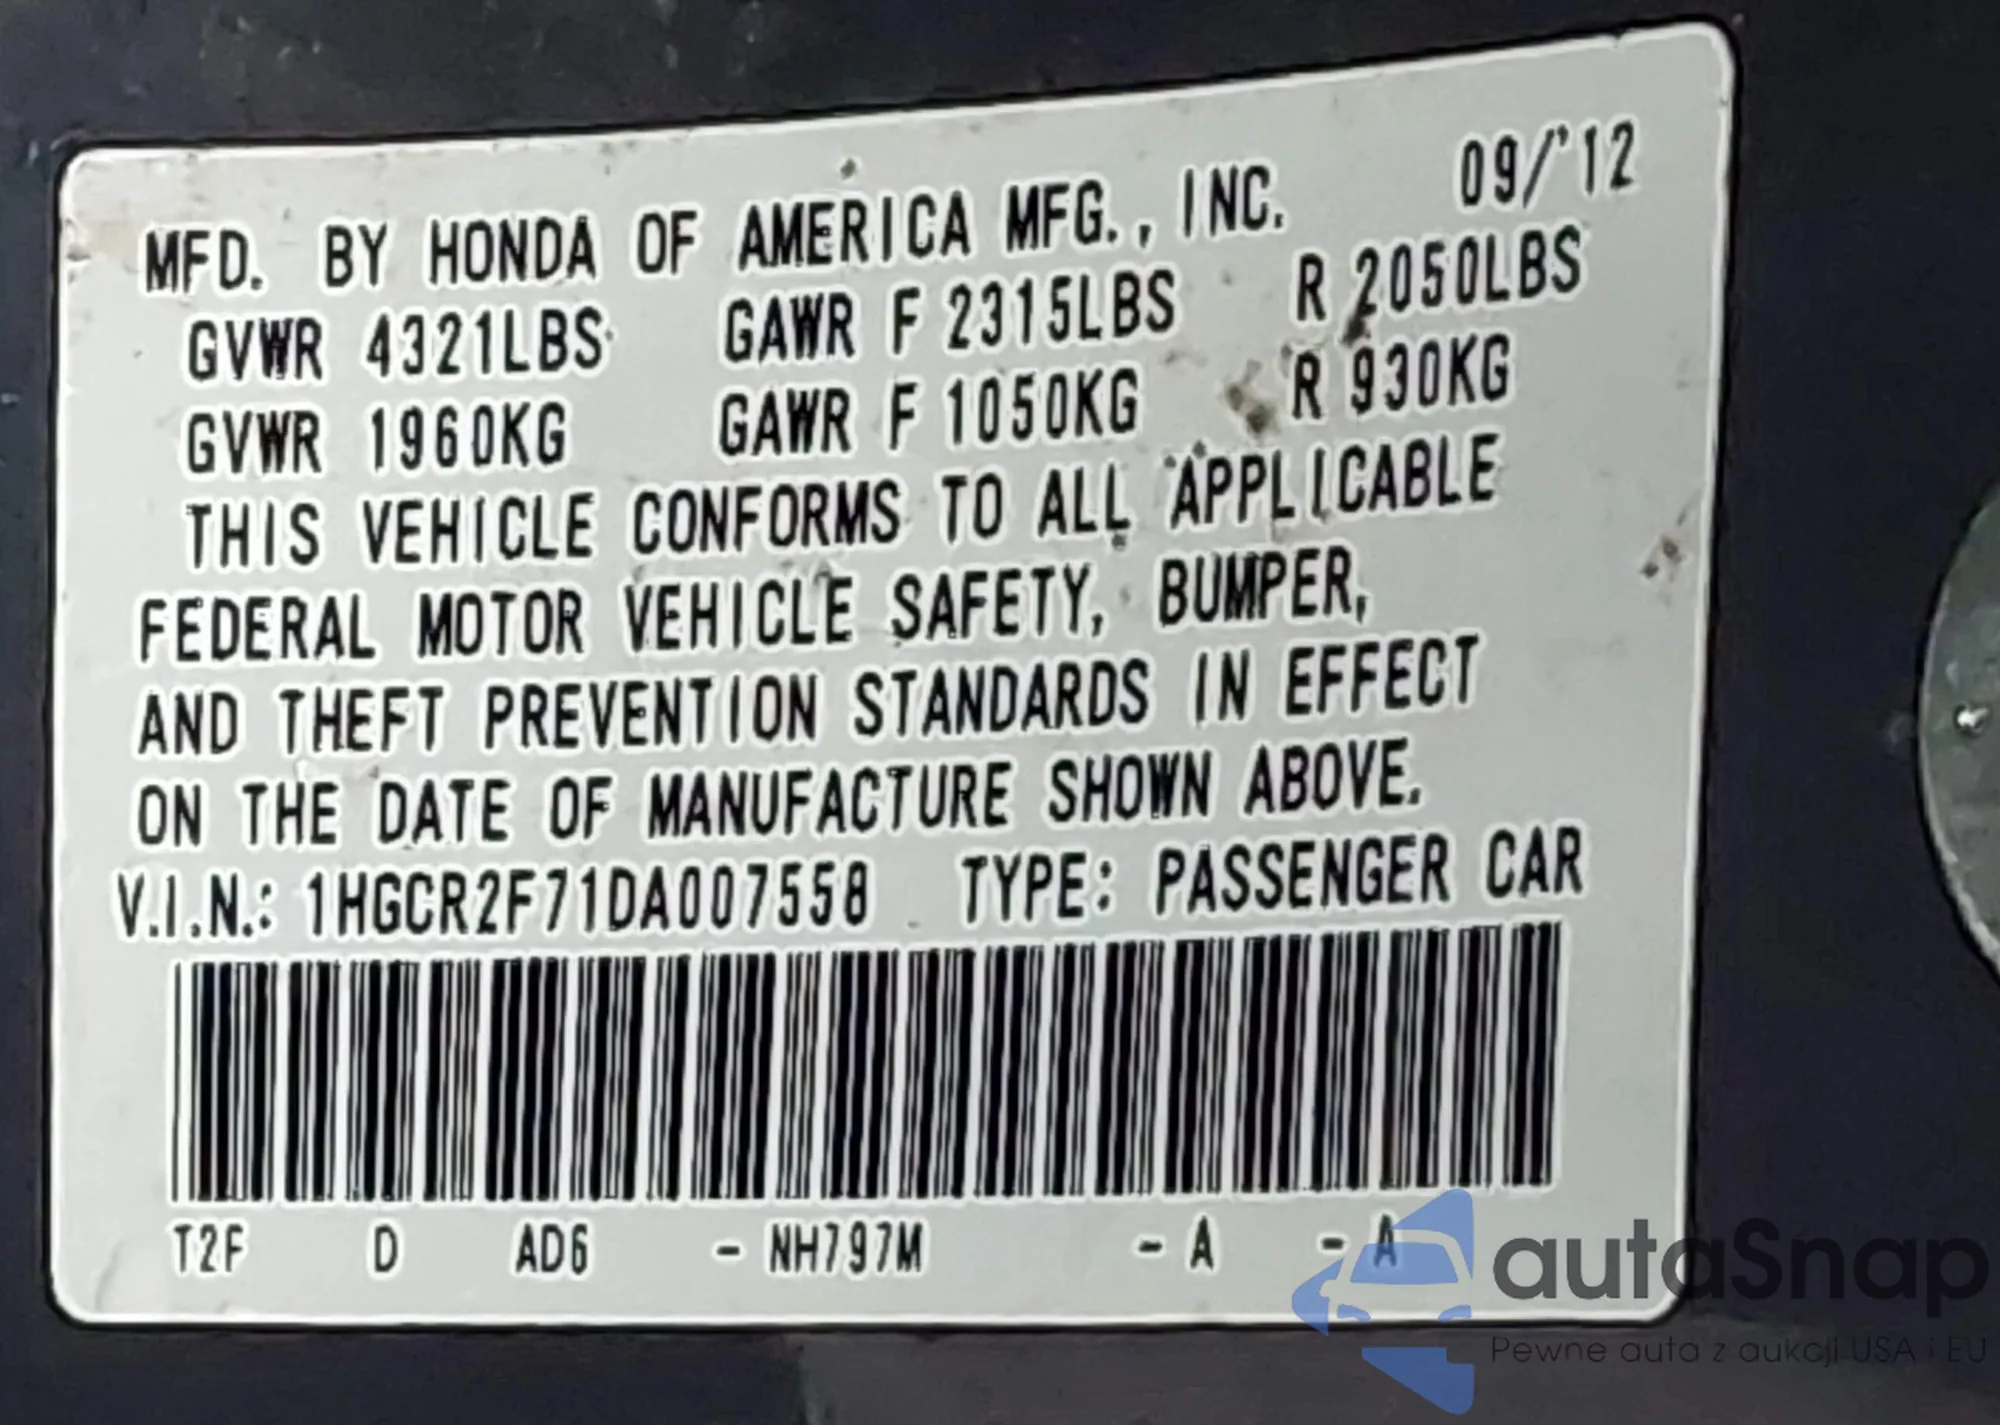 MFD. BY HONDA OF AMERICA MFG., INC. 09/'12
GVWR 4321LBS GAWR F 2315LBS R 2050LBS
GVWR 1960KG GAWR F 1050KG R 930KG
THIS VEHICLE CONFORMS TO ALL APPLICABLE
FEDERAL MOTOR VEHICLE SAFETY, BUMPER,
AND THEFT PREVENTION STANDARDS IN EFFECT
ON THE DATE OF MANUFACTURE SHOWN ABOVE.
V.I.N.: 1HGCR2F71DA007558 TYPE: PASSENGER CAR
T2F D AD6 - NH797M - A - A
autaSnap
Pewne auta z aukcji USA i EU